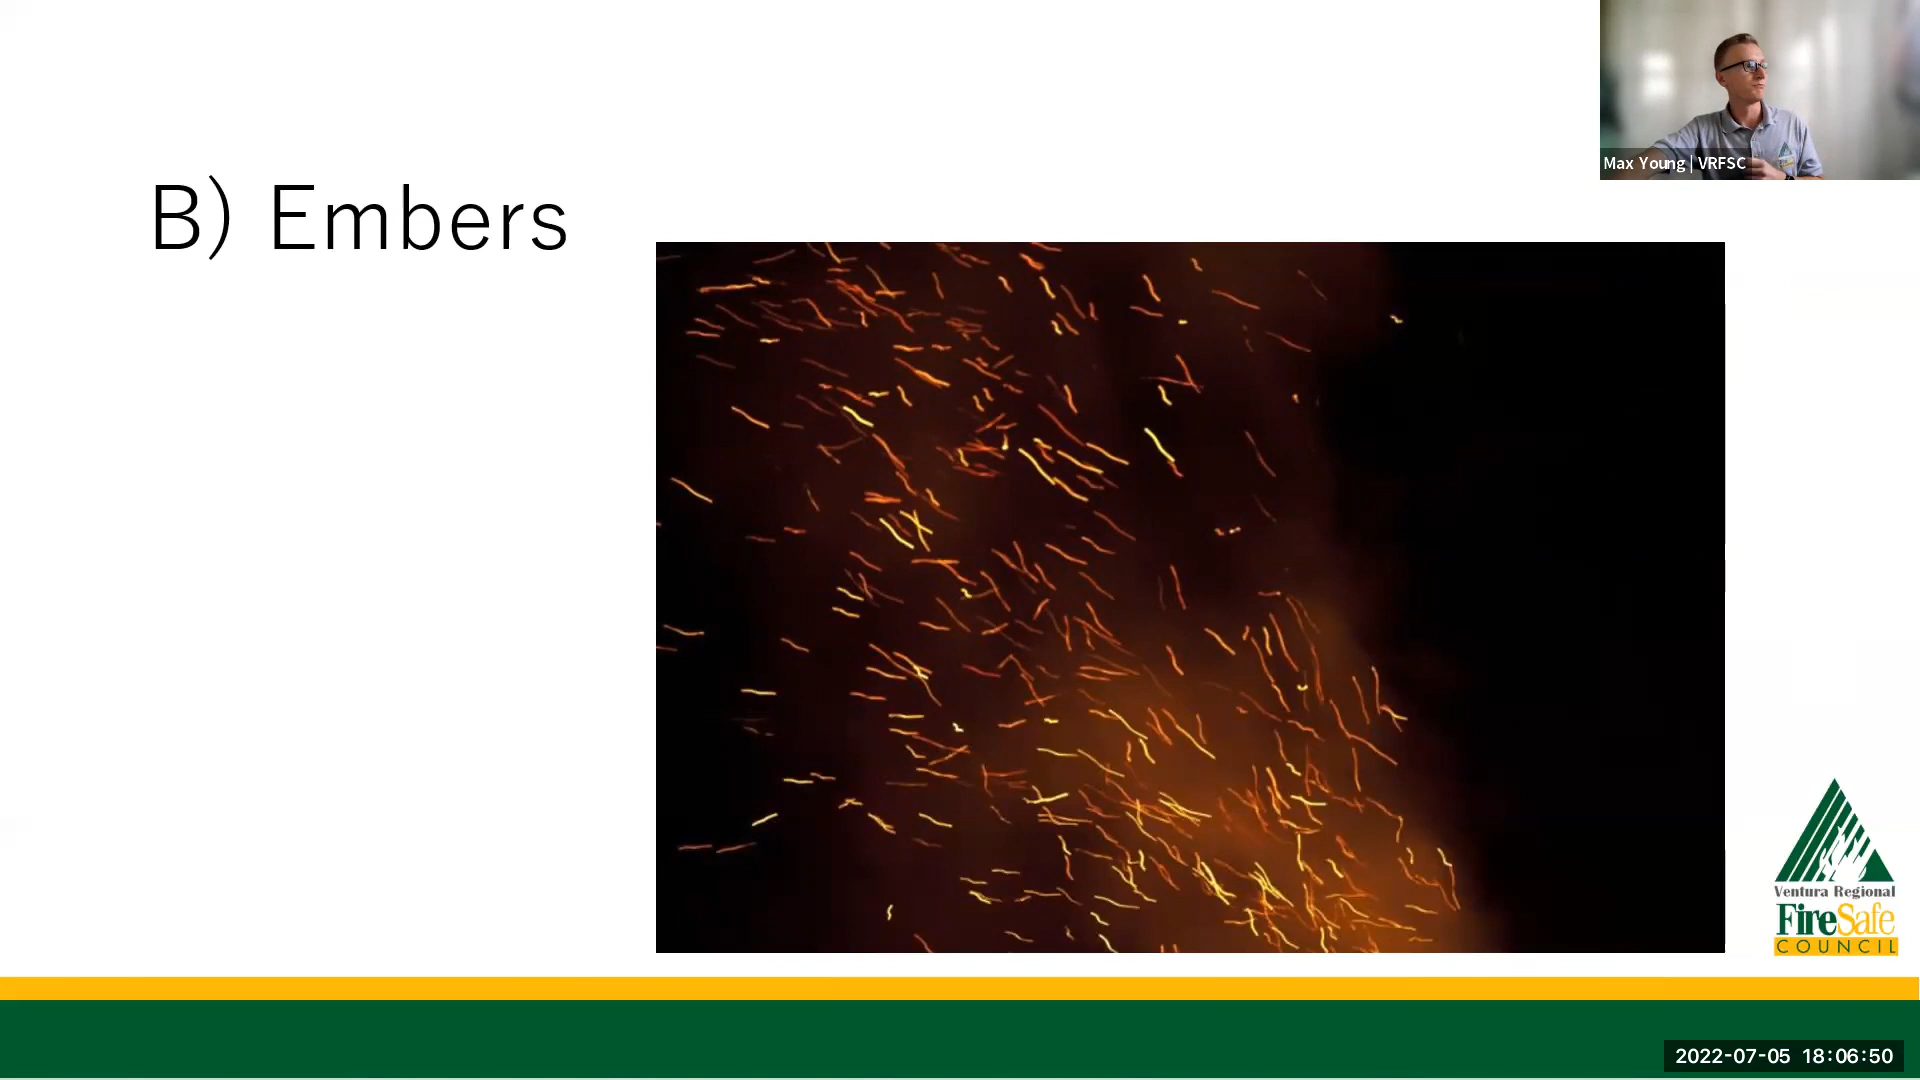 Max Young | VRFSC
B) Embers
Ventura Regional
FireSafe
COUNCIL
2022-07-05 18:06:50